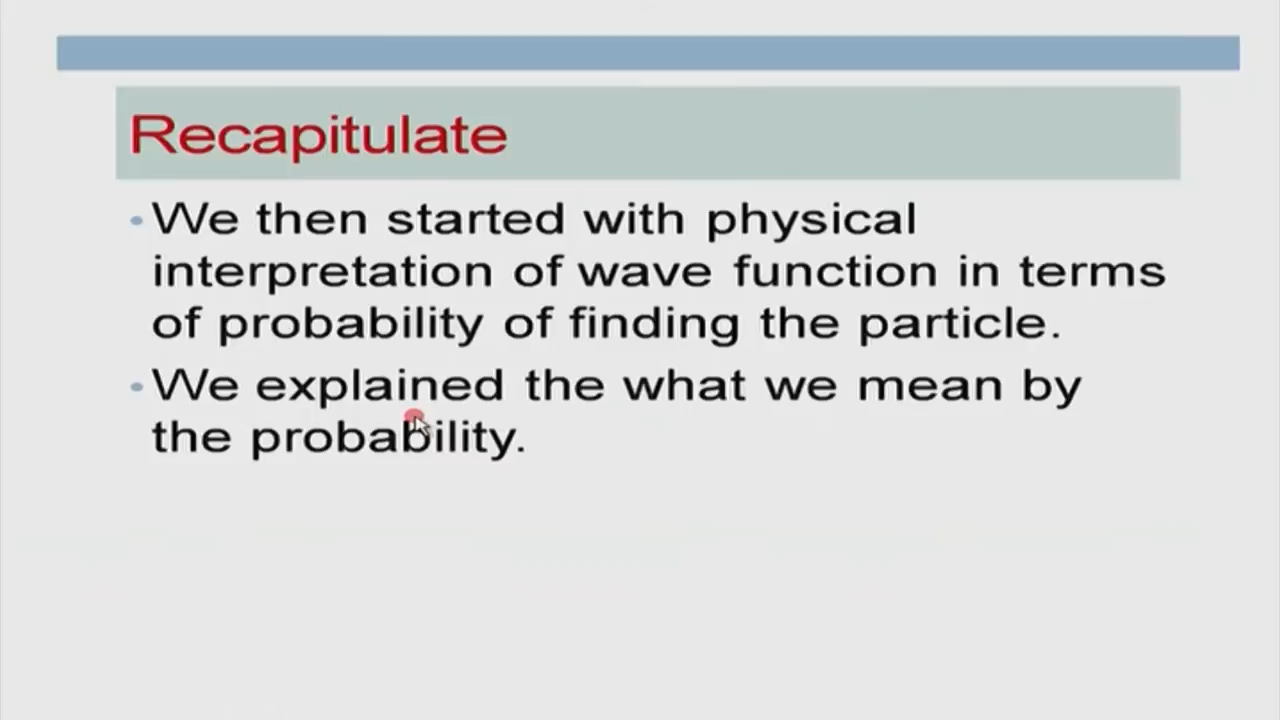 Recapitulate
• We then started with physical
interpretation of wave function in terms
of probability of finding the particle.
• We explained the what we mean by
the probability.